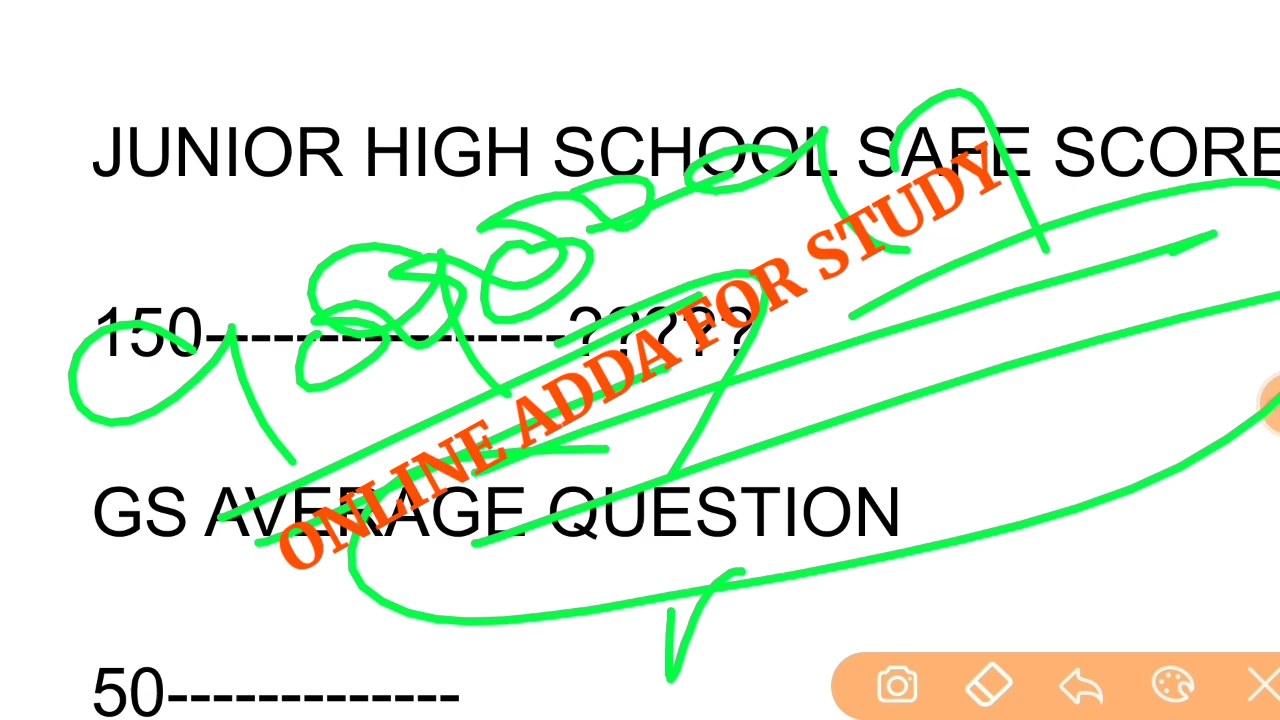 JUNIOR HIGH SCHOOL SAFE SCORE
150----------------?????
ONLINE ADDA FOR STUDY
GS AVERAGE QUESTION
50-------------